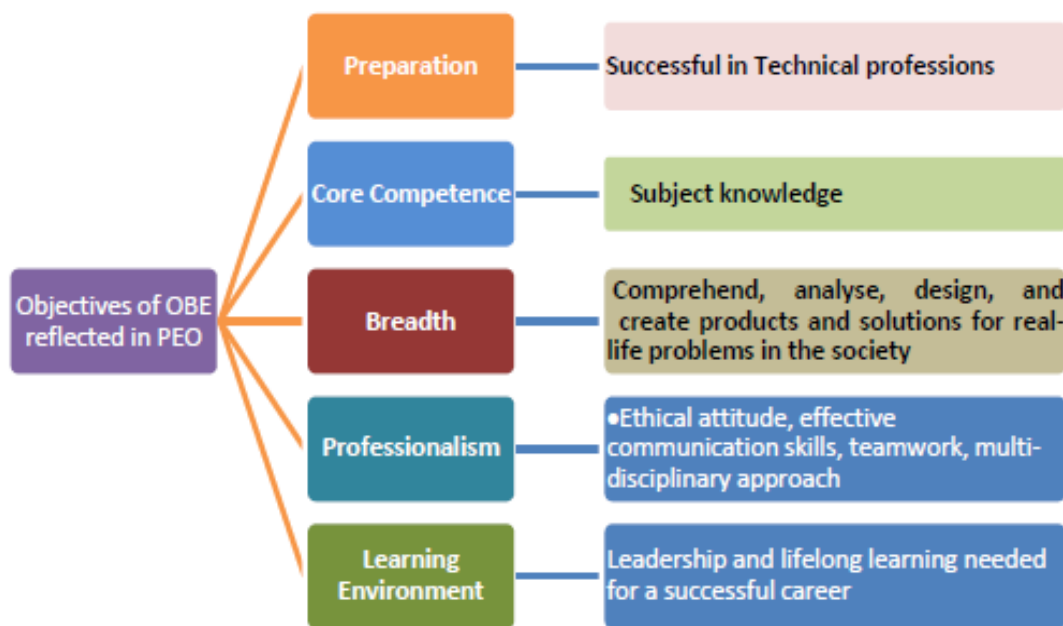 Objectives of OBE
reflected in PEO
Preparation
Successful in Technical professions
Core Competence
Subject knowledge
Breadth
Comprehend, analyse, design, and
create products and solutions for real-
life problems in the society
Professionalism
•Ethical attitude, effective
communication skills, teamwork, multi-
disciplinary approach
Learning
Environment
Leadership and lifelong learning needed
for a successful career